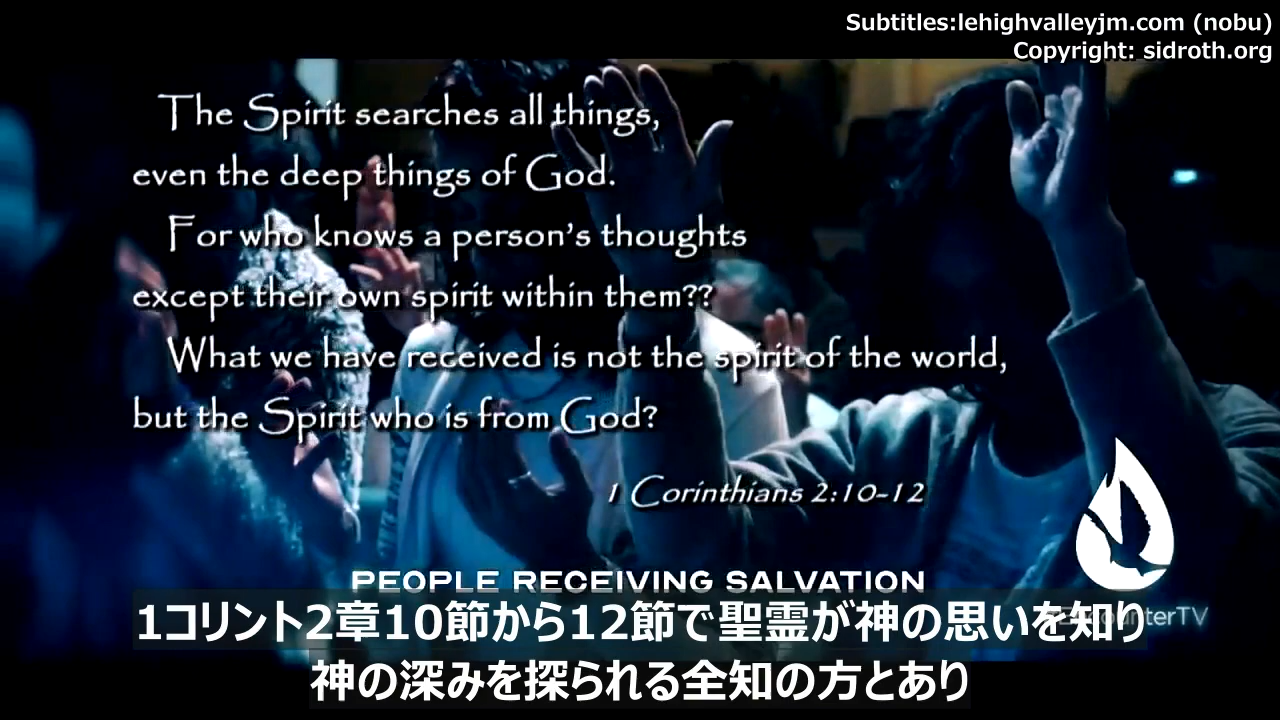 Subtitles:lehighvalleyjm.com (nobu)
Copyright: sidroth.org
The Spirit searches all things,
even the deep things of God.
For who knows a person's thoughts
except their own spirit within them??
What we have received is not the spirit of the world,
but the Spirit who is from God?
1 Corinthians 2:10-12
PEOPLE RECEIVING SALVATION
1コリント2章10節から12節で聖霊が神の思いを知り
神の深みを探られる全知の方とあり